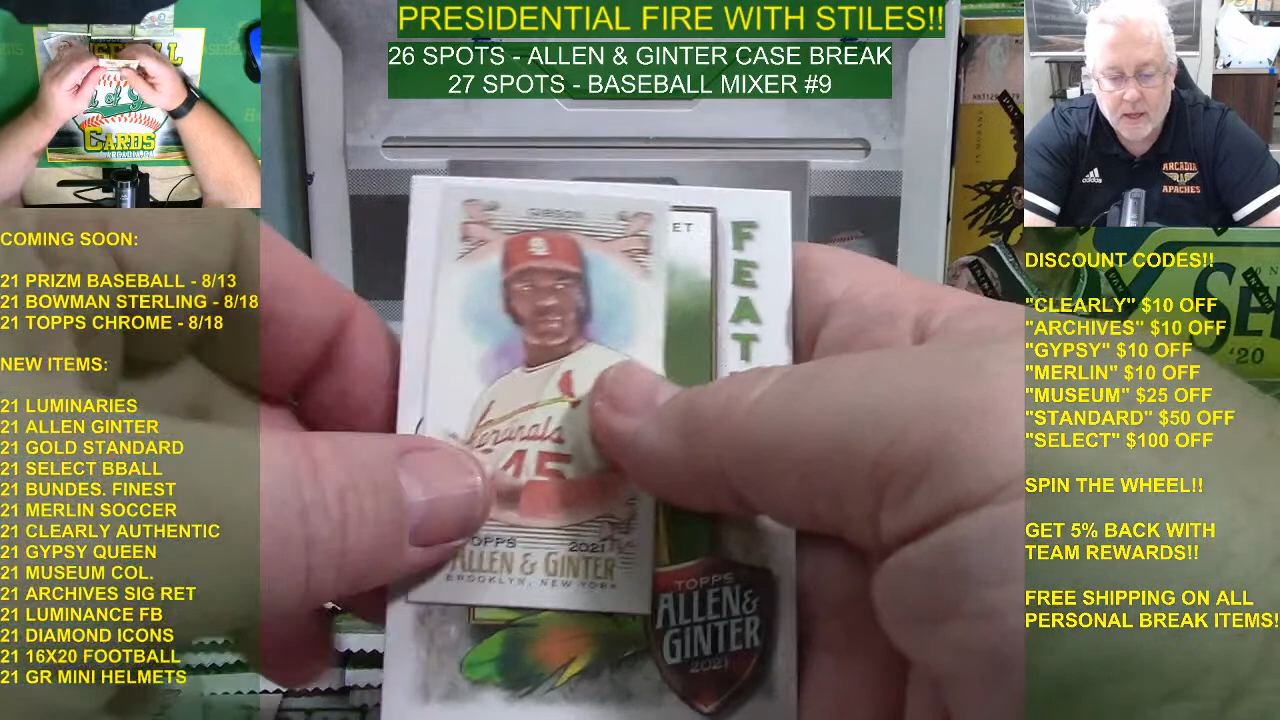 PRESIDENTIAL FIRE WITH STILES!!
26 SPOTS - ALLEN & GINTER CASE BREAK
27 SPOTS - BASEBALL MIXER #9
CARDS
COMING SOON:
21 PRIZM BASEBALL - 8/13
21 BOWMAN STERLING - 8/18
21 TOPPS CHROME - 8/18
NEW ITEMS:
21 LUMINARIES
21 ALLEN GINTER
21 GOLD STANDARD
21 SELECT BBALL
21 BUNDES. FINEST
21 MERLIN SOCCER
21 CLEARLY AUTHENTIC
21 GYPSY QUEEN
21 MUSEUM COL.
21 ARCHIVES SIG RET
21 LUMINANCE FB
21 DIAMOND ICONS
21 16X20 FOOTBALL
21 GR MINI HELMETS
GIBSON
Cardinals
45
TOPPS 2021
ALLEN & GINTER
BROOKLYN, NEW YORK
ET
FEAT
TOPPS
ALLEN &
GINTER
2021
adidas
ARCADIA
APACHES
'20
DISCOUNT CODES!!
"CLEARLY" $10 OFF
"ARCHIVES" $10 OFF
"GYPSY" $10 OFF
"MERLIN" $10 OFF
"MUSEUM" $25 OFF
"STANDARD" $50 OFF
"SELECT" $100 OFF
SPIN THE WHEEL!!
GET 5% BACK WITH
TEAM REWARDS!!
FREE SHIPPING ON ALL
PERSONAL BREAK ITEMS!